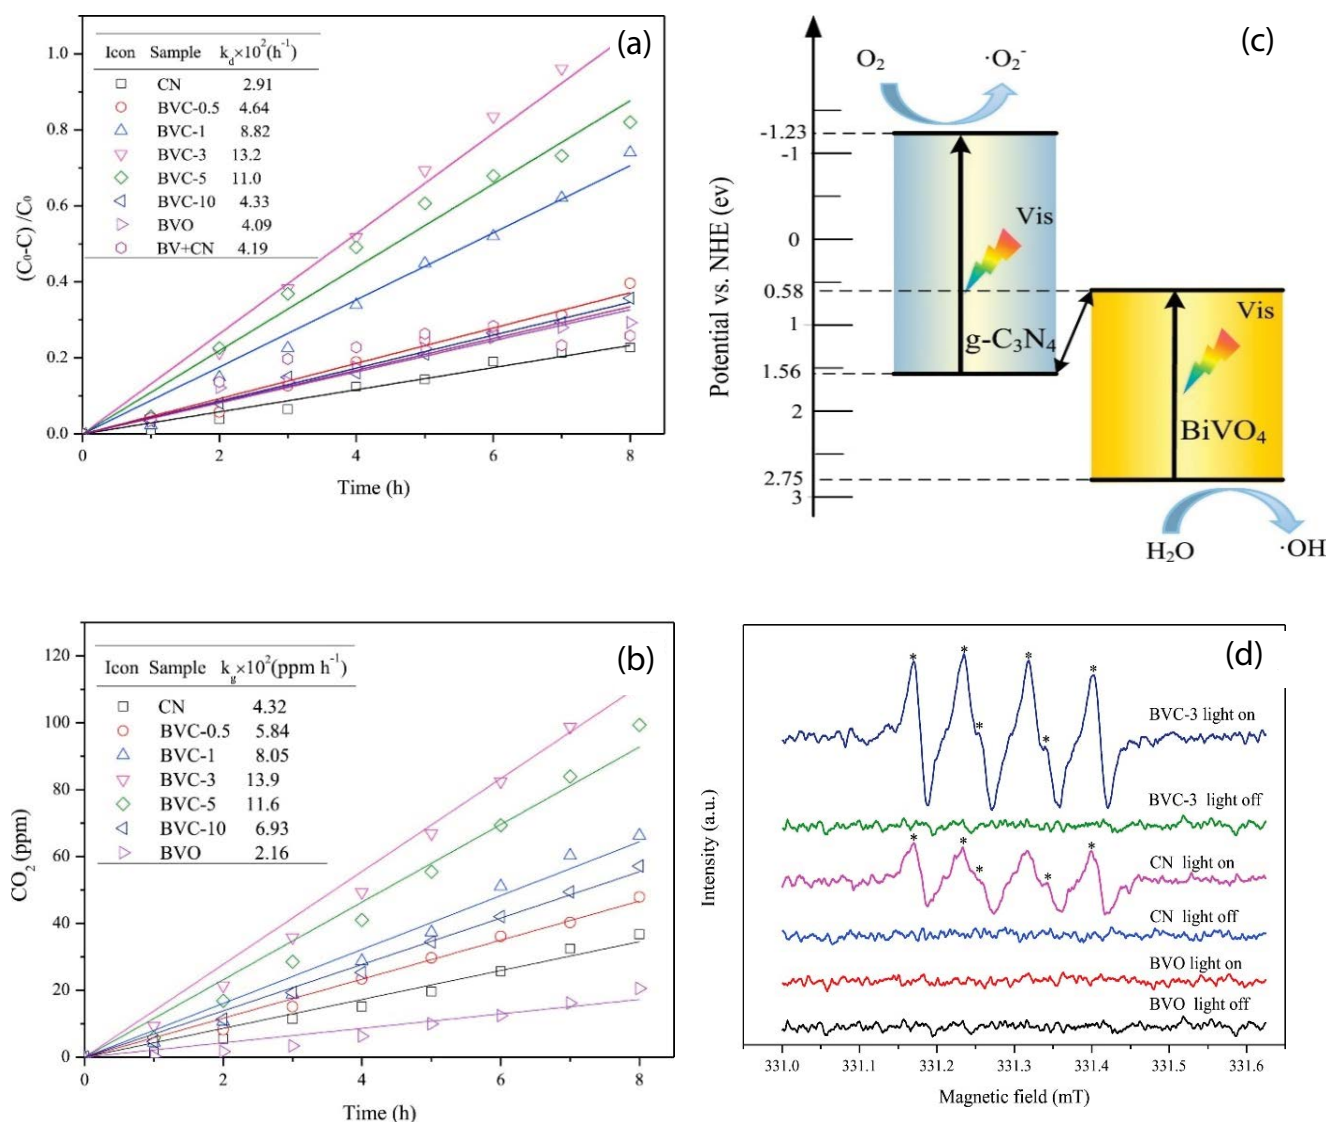 (a)
Icon Sample k_d×10²(h⁻¹)
CN 2.91
BVC-0.5 4.64
BVC-1 8.82
BVC-3 13.2
BVC-5 11.0
BVC-10 4.33
BVO 4.09
BV+CN 4.19
(C₀-C) /C₀
1.0
0.8
0.6
0.4
0.2
0.0
0 2 4 6 8
Time (h)
(c)
O₂ ·O₂⁻
Potential vs. NHE (ev)
-1.23
-1
0
0.58
1
1.56
2
2.75
3
Vis
g-C₃N₄
Vis
BiVO₄
H₂O ·OH
(b)
Icon Sample k_g×10²(ppm h⁻¹)
CN 4.32
BVC-0.5 5.84
BVC-1 8.05
BVC-3 13.9
BVC-5 11.6
BVC-10 6.93
BVO 2.16
CO₂ (ppm)
120
100
80
60
40
20
0
0 2 4 6 8
Time (h)
(d)
* * * * * *
BVC-3 light on
BVC-3 light off
* * * * *
CN light on
CN light off
BVO light on
BVO light off
Intensity (a.u.)
331.0 331.1 331.2 331.3 331.4 331.5 331.6
Magnetic field (mT)